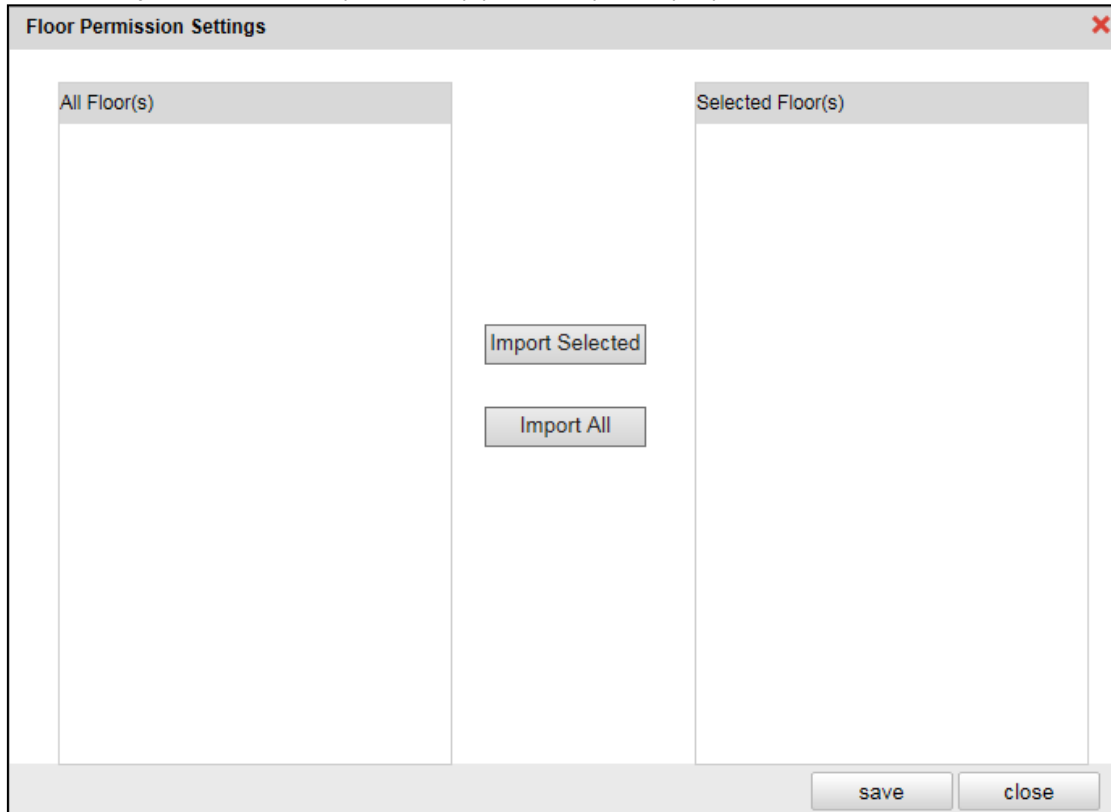 Floor Permission Settings
All Floor(s)
Selected Floor(s)
Import Selected
Import All
save
close